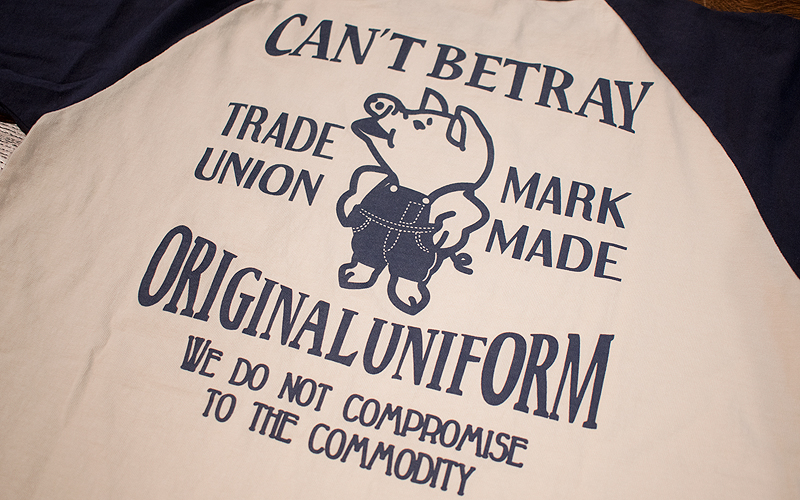 CAN'T BETRAY
TRADE
UNION
MARK
MADE
ORIGINAL UNIFORM
WE DO NOT COMPROMISE
TO THE COMMODITY